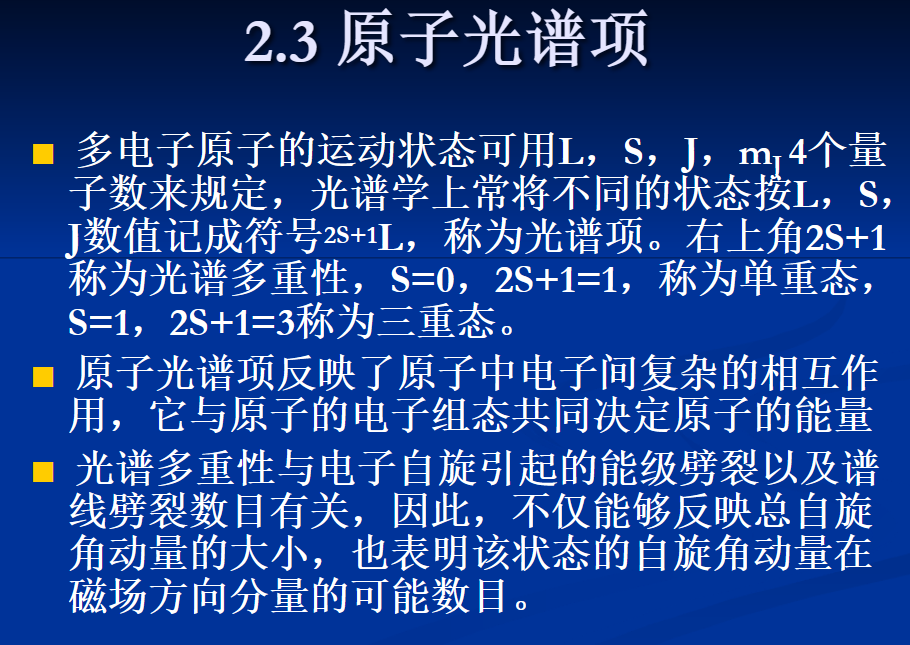 2.3 原子光谱项
多电子原子的运动状态可用L，S，J，mJ 4个量
子数来规定，光谱学上常将不同的状态按L，S，
J数值记成符号2S+1L，称为光谱项。右上角2S+1
称为光谱多重性，S=0，2S+1=1，称为单重态，
S=1，2S+1=3称为三重态。
原子光谱项反映了原子中电子间复杂的相互作
用，它与原子的电子组态共同决定原子的能量
光谱多重性与电子自旋引起的能级劈裂以及谱
线劈裂数目有关，因此，不仅能够反映总自旋
角动量的大小，也表明该状态的自旋角动量在
磁场方向分量的可能数目。